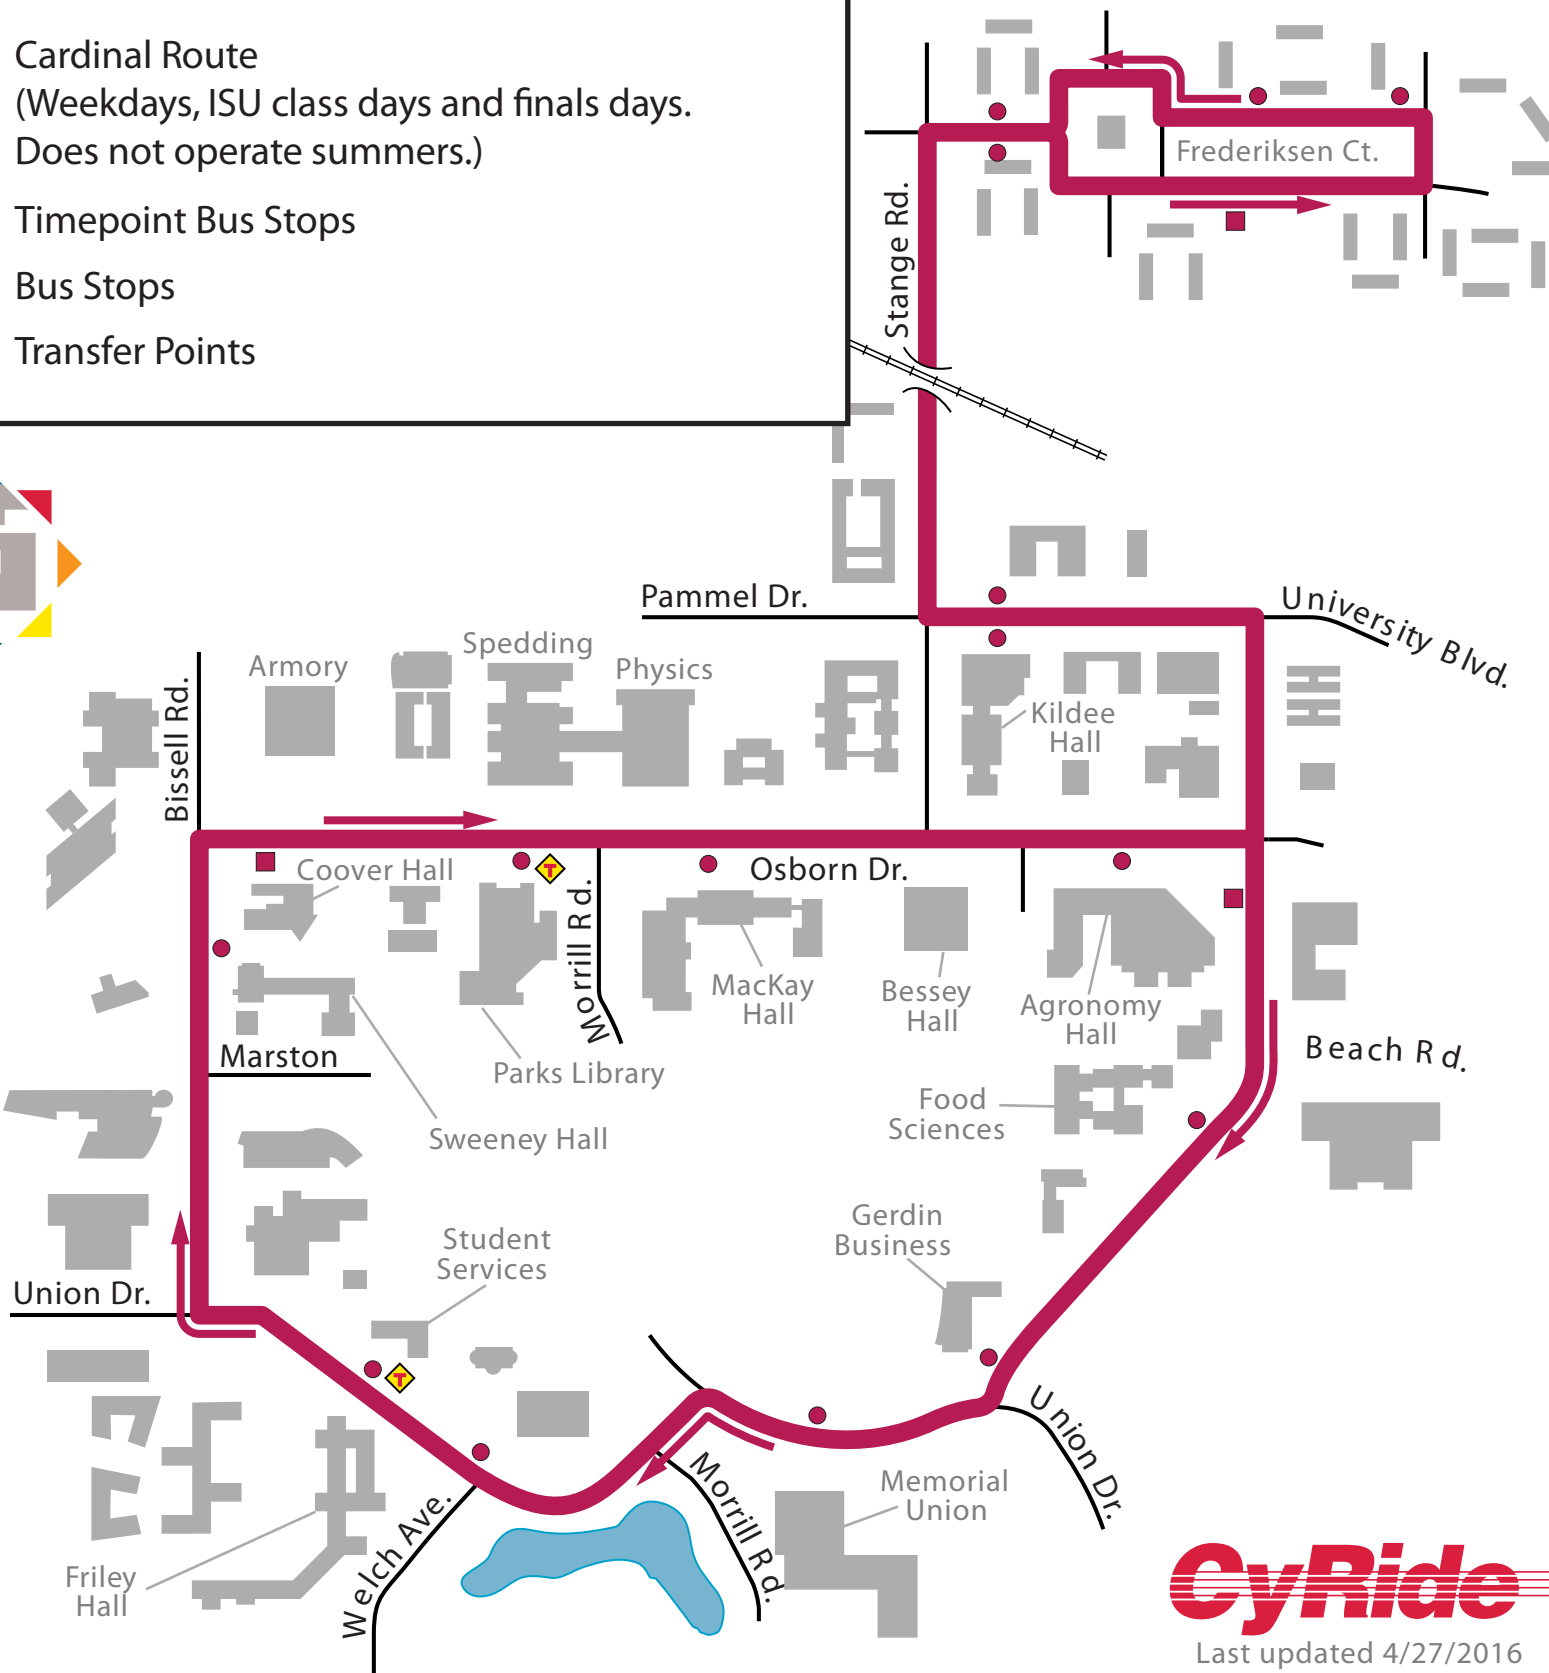 Cardinal Route
(Weekdays, ISU class days and finals days.
Does not operate summers.)
Timepoint Bus Stops
Bus Stops
Transfer Points
Frederiksen Ct.
Stange Rd.
Pammel Dr.
University Blvd.
Spedding
Armory
Physics
Bissell Rd.
Kildee
Hall
Coover Hall
T
Osborn Dr.
Morrill Rd.
MacKay
Hall
Bessey
Hall
Agronomy
Hall
Marston
Parks Library
Beach Rd.
Food
Sciences
Sweeney Hall
Gerdin
Business
Student
Services
Union Dr.
T
Union Dr.
Morrill Rd.
Memorial
Union
Welch Ave.
Friley
Hall
CyRide
Last updated 4/27/2016